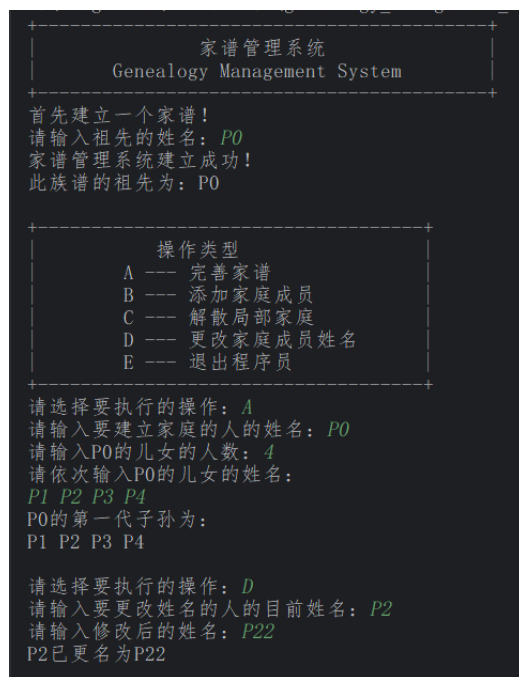 家谱管理系统
Genealogy Management System
首先建立一个家谱!
请输入祖先的姓名: P0
家谱管理系统建立成功!
此族谱的祖先为: P0
操作类型
A --- 完善家谱
B --- 添加家庭成员
C --- 解散局部家庭
D --- 更改家庭成员姓名
E --- 退出程序员
请选择要执行的操作: A
请输入要建立家庭的人的姓名: P0
请输入P0的儿女的人数: 4
请依次输入P0的儿女的姓名:
P1 P2 P3 P4
P0的第一代子孙为:
P1 P2 P3 P4
请选择要执行的操作: D
请输入要更改姓名的人的目前姓名: P2
请输入修改后的姓名: P22
P2已更名为P22